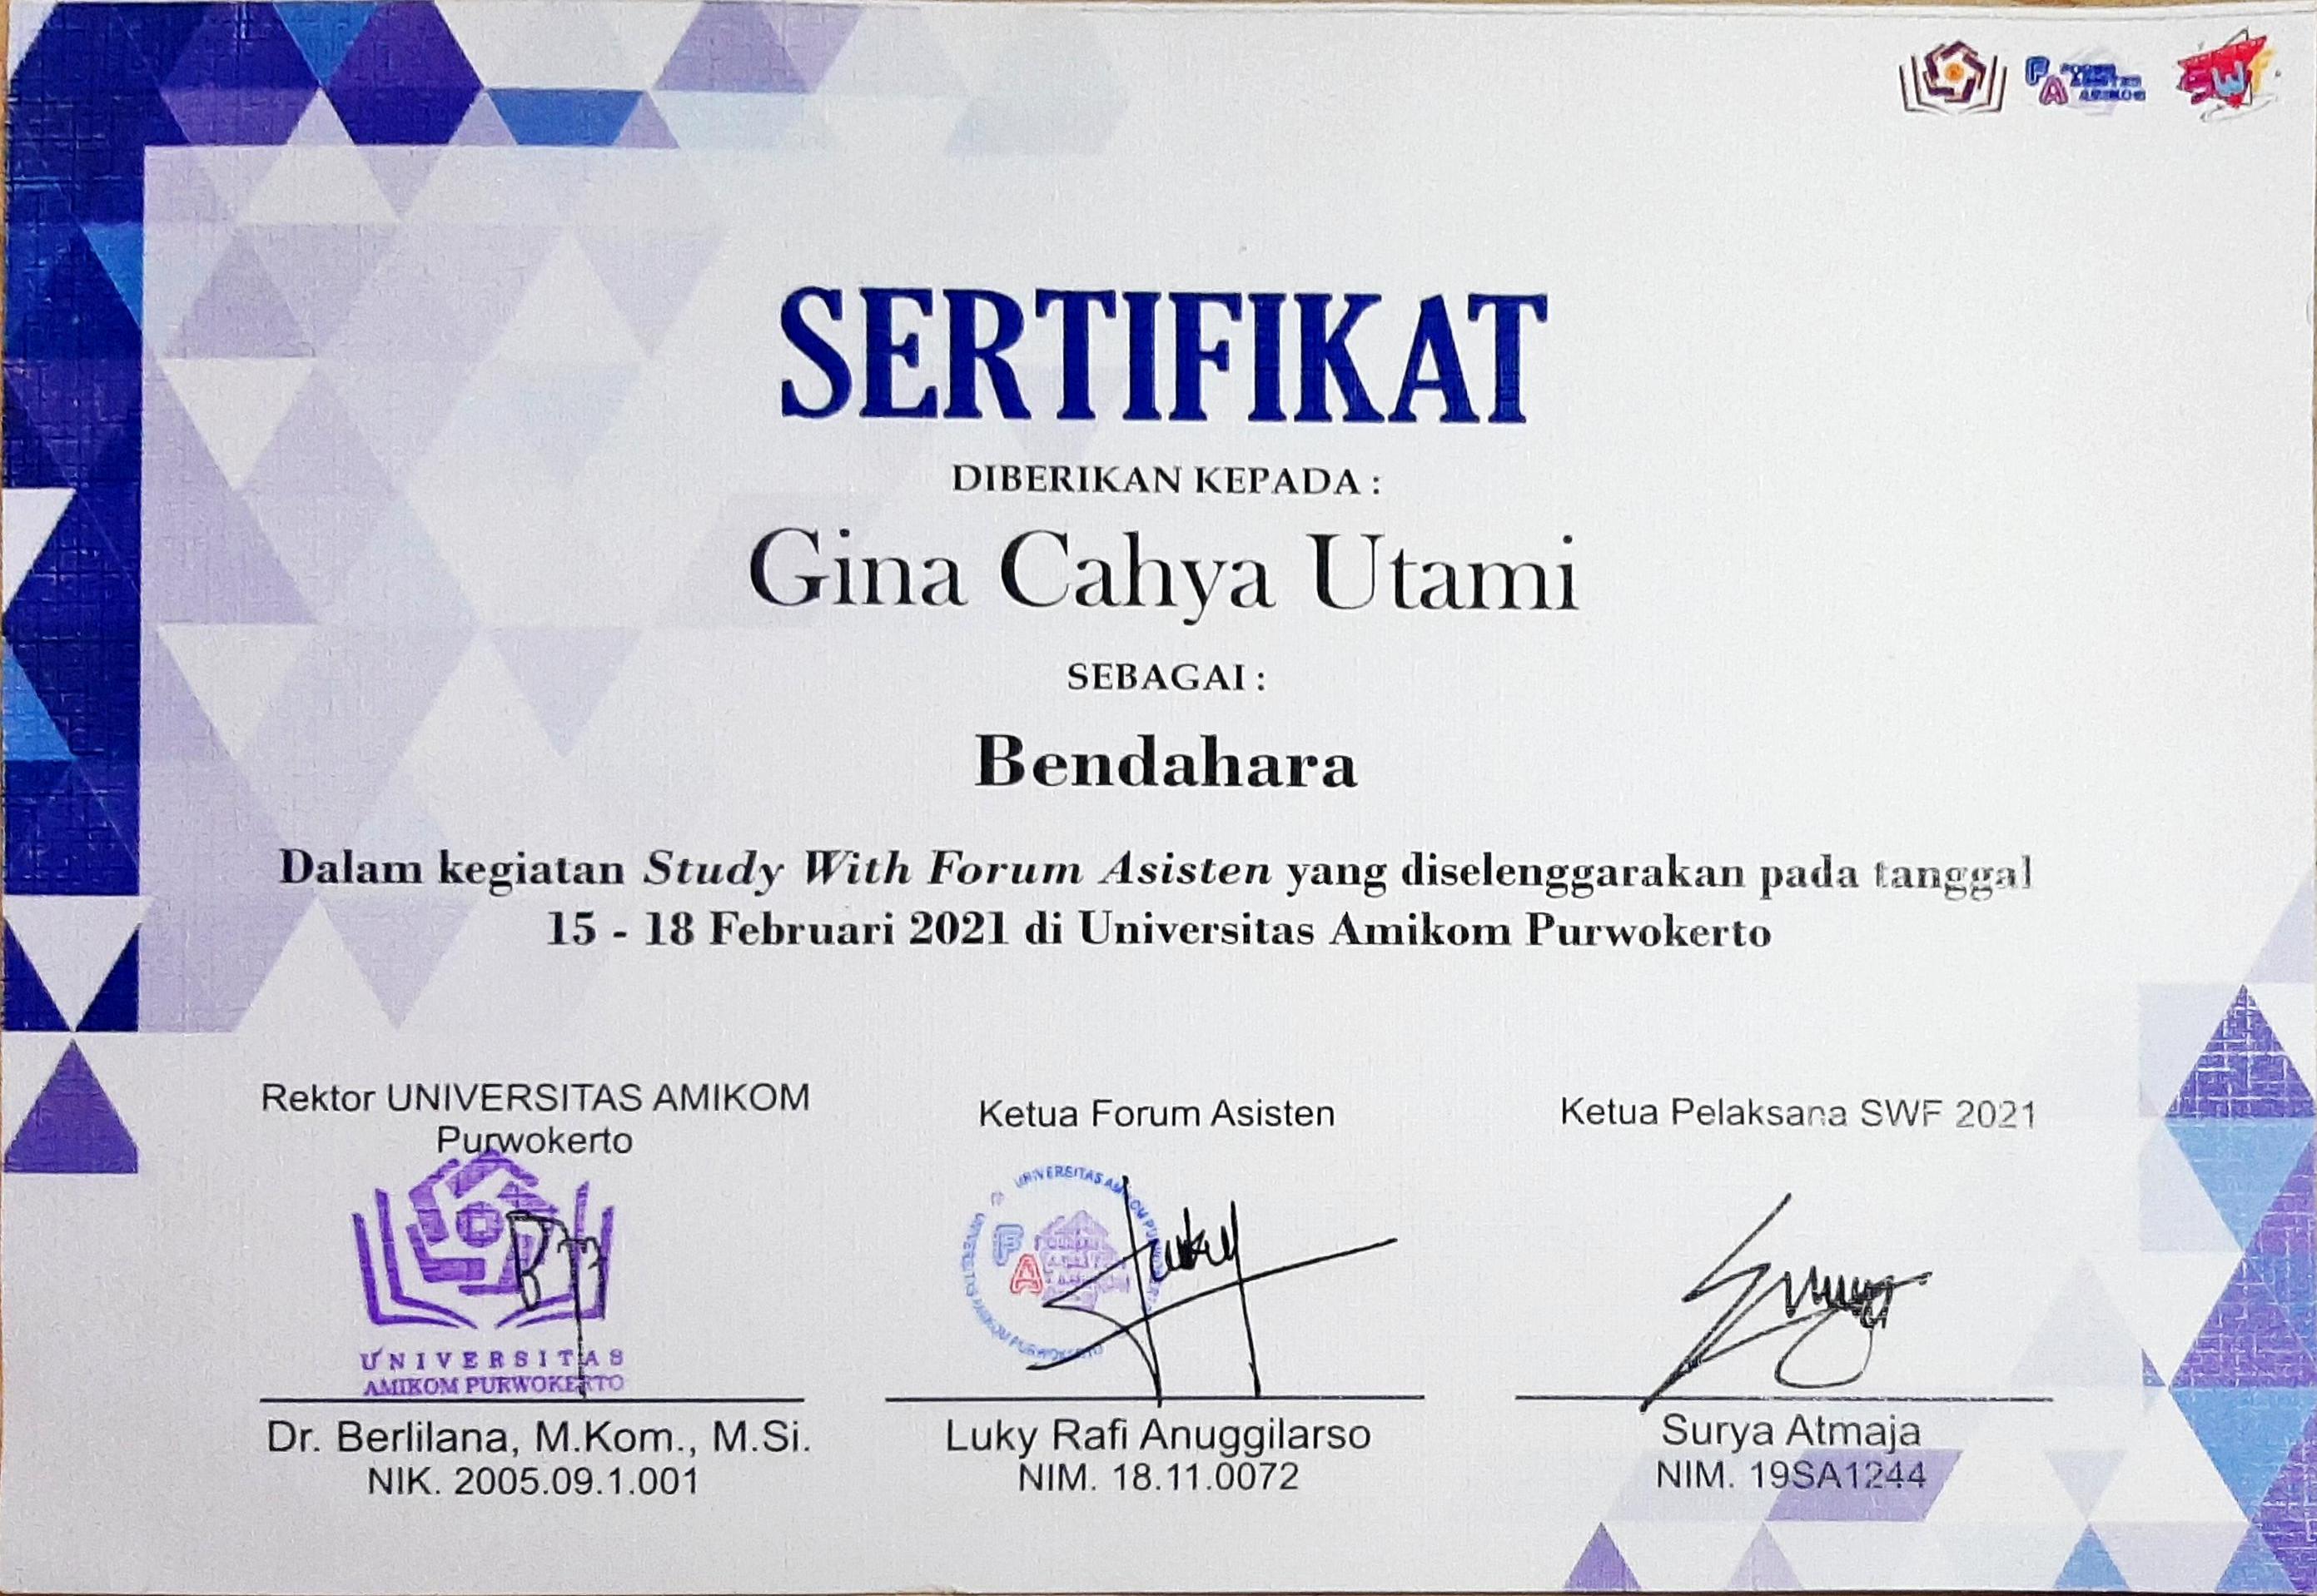 FA
SWF
SERTIFIKAT
DIBERIKAN KEPADA :
Gina Cahya Utami
SEBAGAI :
Bendahara
Dalam kegiatan Study With Forum Asisten yang diselenggarakan pada tanggal
15 - 18 Februari 2021 di Universitas Amikom Purwokerto
Rektor UNIVERSITAS AMIKOM
Purwokerto
UNIVERSITAS
AMIKOM PURWOKERTO
Dr. Berlilana, M.Kom., M.Si.
NIK. 2005.09.1.001
Ketua Forum Asisten
UNIVERSITAS AMIKOM PURWOKERTO
FA
Luky Rafi Anuggilarso
NIM. 18.11.0072
Ketua Pelaksana SWF 2021
Surya Atmaja
NIM. 19SA1244